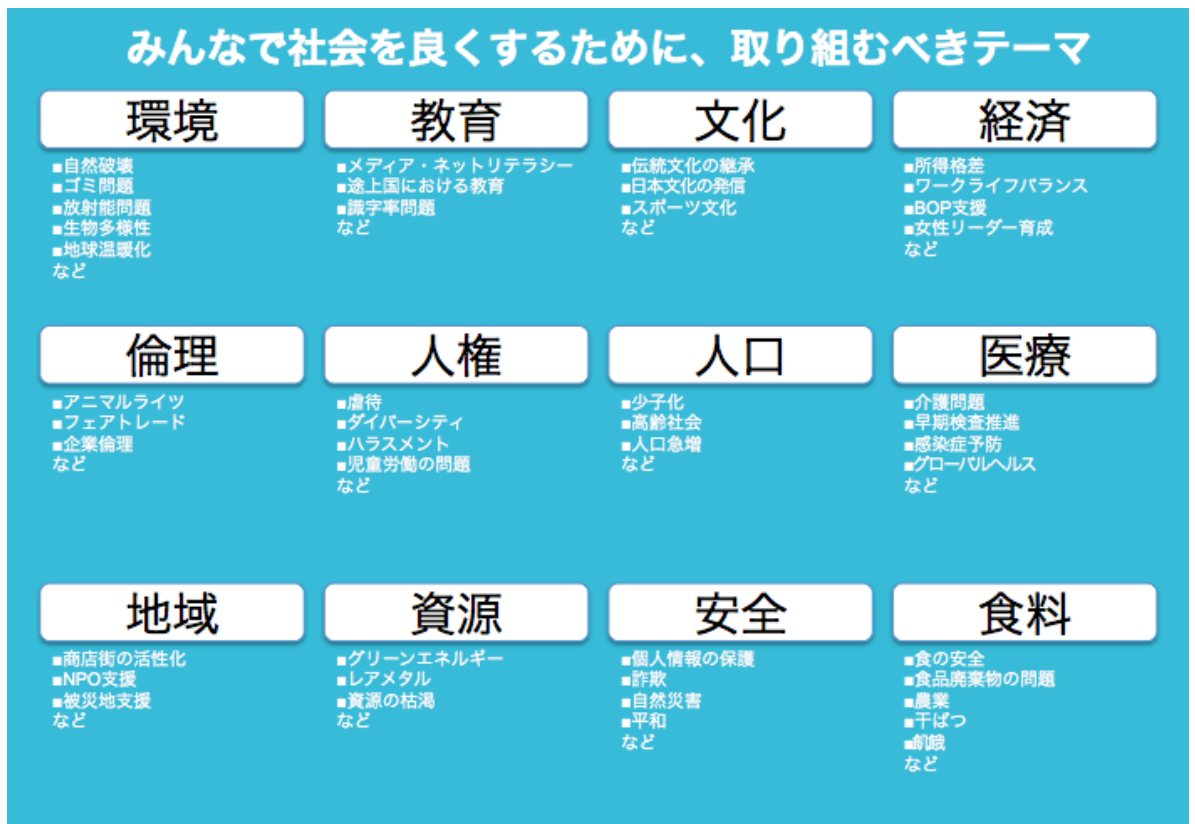 みんなで社会を良くするために、取り組むべきテーマ
環境
■自然破壊
■ゴミ問題
■放射能問題
■生物多様性
■地球温暖化
など
教育
■メディア・ネットリテラシー
■途上国における教育
■識字率問題
など
文化
■伝統文化の継承
■日本文化の発信
■スポーツ文化
など
経済
■所得格差
■ワークライフバランス
■BOP支援
■女性リーダー育成
など
倫理
■アニマルライツ
■フェアトレード
■企業倫理
など
人権
■虐待
■ダイバーシティ
■ハラスメント
■児童労働の問題
など
人口
■少子化
■高齢社会
■人口急増
など
医療
■介護問題
■早期検査推進
■感染症予防
■グローバルヘルス
など
地域
■商店街の活性化
■NPO支援
■被災地支援
など
資源
■グリーンエネルギー
■レアメタル
■資源の枯渇
など
安全
■個人情報の保護
■詐欺
■自然災害
■平和
など
食料
■食の安全
■食品廃棄物の問題
■農業
■干ばつ
■飢餓
など